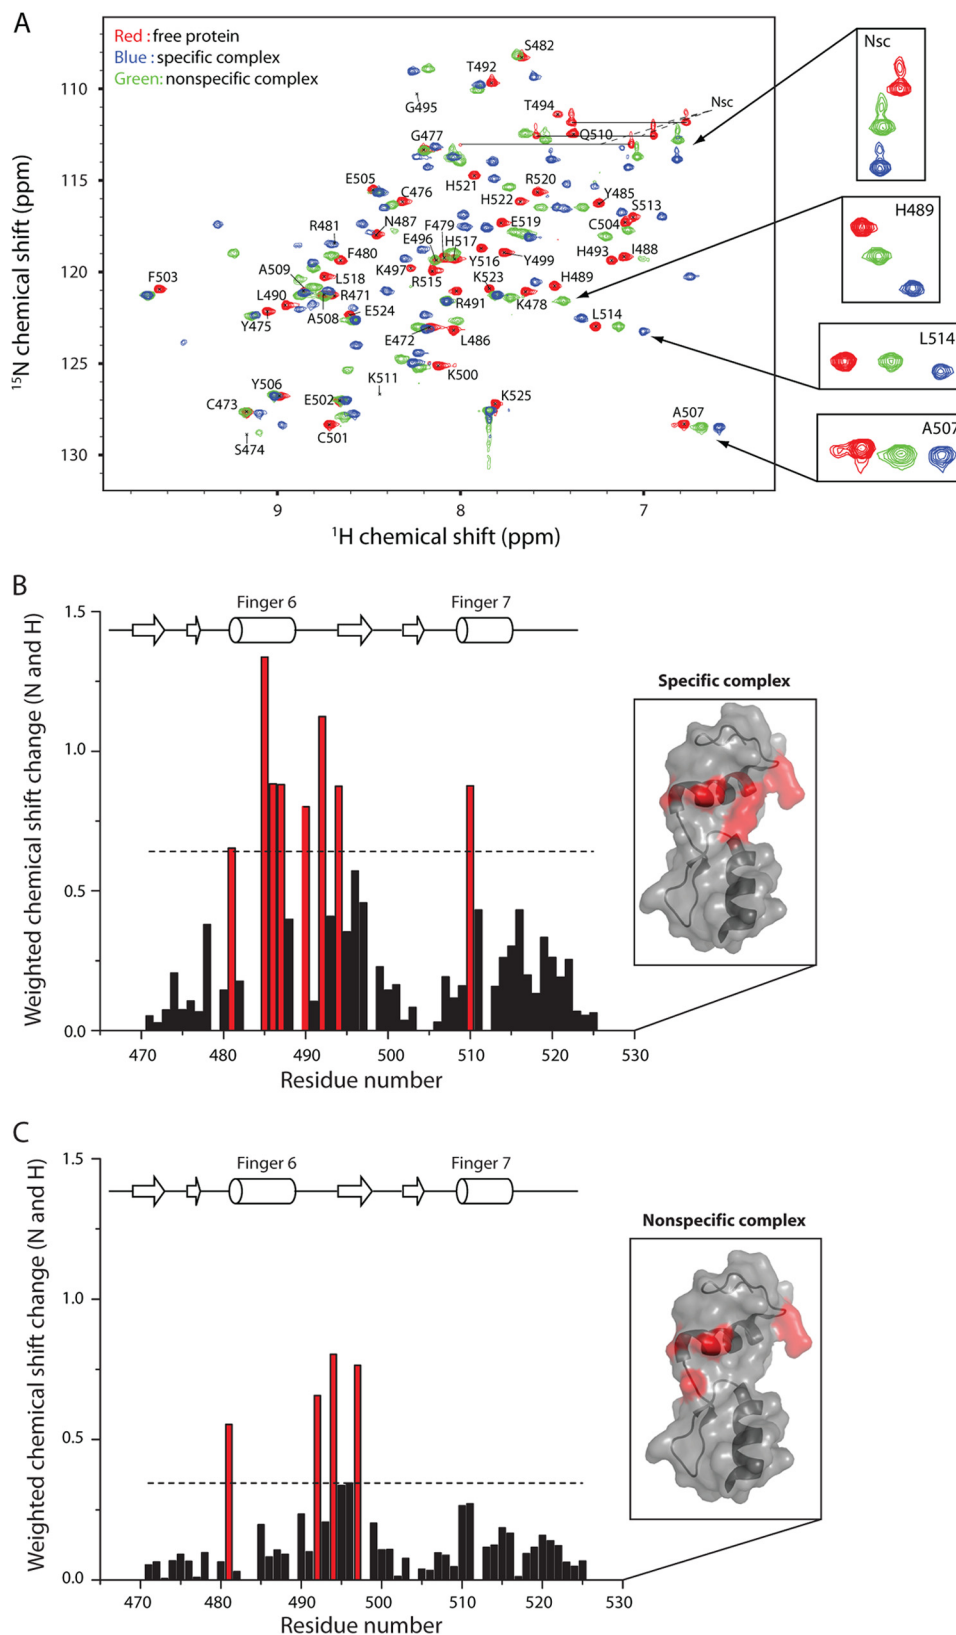 A
Red : free protein
Blue : specific complex
Green: nonspecific complex
S482
T492
G495
T494
Nsc
Q510
G477
E505
C476
H521
R520
H522
Y485
S513
N487
R481
F479
E519
C504
E496
H517
F480
H493
I488
A509
Y516
Y499
F503
K497
L518
R515
K523
H489
L490
R471
R491
K478
A508
E524
L514
Y475
E472
L486
K500
K511
Y506
E502
K525
C473
A507
S474
C501
110
115
120
125
130
9
8
7
¹⁵N chemical shift (ppm)
¹H chemical shift (ppm)
Nsc
H489
L514
A507
B
Weighted chemical shift change (N and H)
1.5
1.0
0.5
0.0
Finger 6
Finger 7
470
480
490
500
510
520
530
Residue number
Specific complex
C
Weighted chemical shift change (N and H)
1.5
1.0
0.5
0.0
Finger 6
Finger 7
470
480
490
500
510
520
530
Residue number
Nonspecific complex